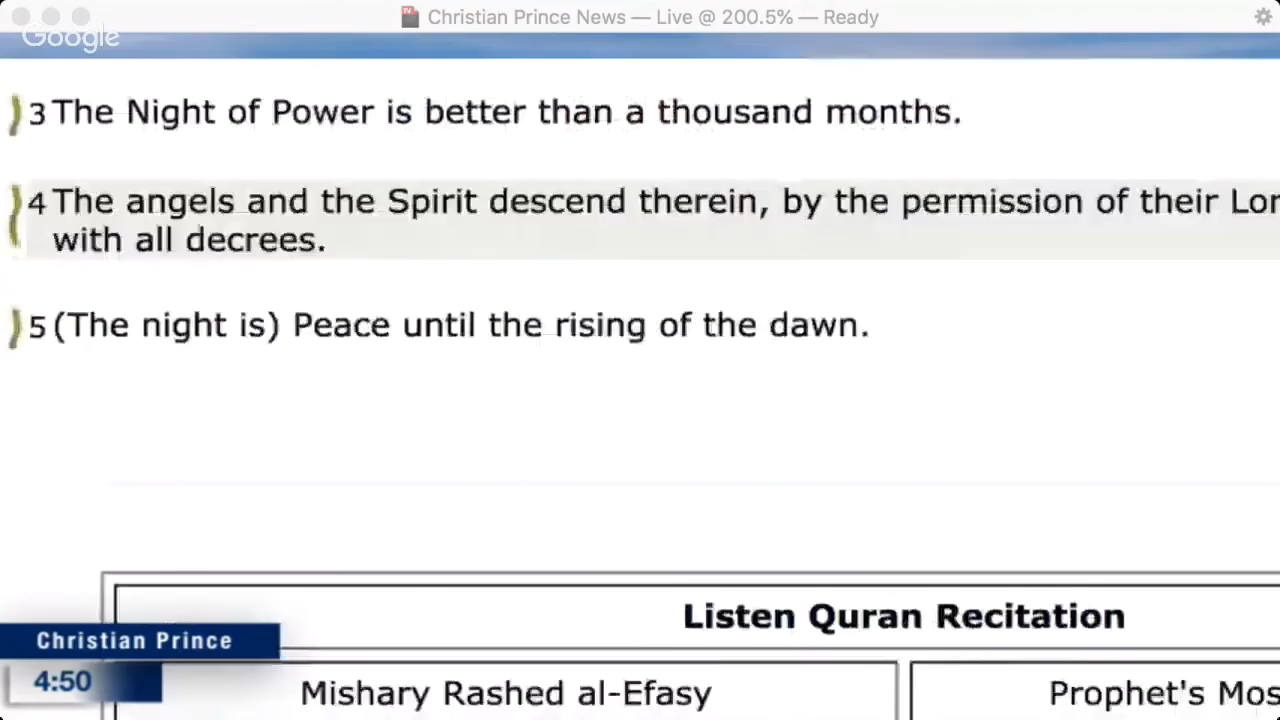 Christian Prince News — Live @ 200.5% — Ready
Google
3 The Night of Power is better than a thousand months.
4 The angels and the Spirit descend therein, by the permission of their Lor
with all decrees.
5 (The night is) Peace until the rising of the dawn.
Listen Quran Recitation
Christian Prince
4:50
Mishary Rashed al-Efasy
Prophet's Mos